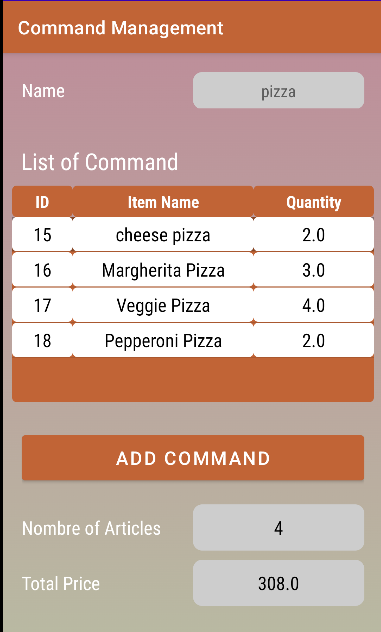 Command Management
Name pizza
List of Command
ID Item Name Quantity
15 cheese pizza 2.0
16 Margherita Pizza 3.0
17 Veggie Pizza 4.0
18 Pepperoni Pizza 2.0
ADD COMMAND
Nombre of Articles 4
Total Price 308.0